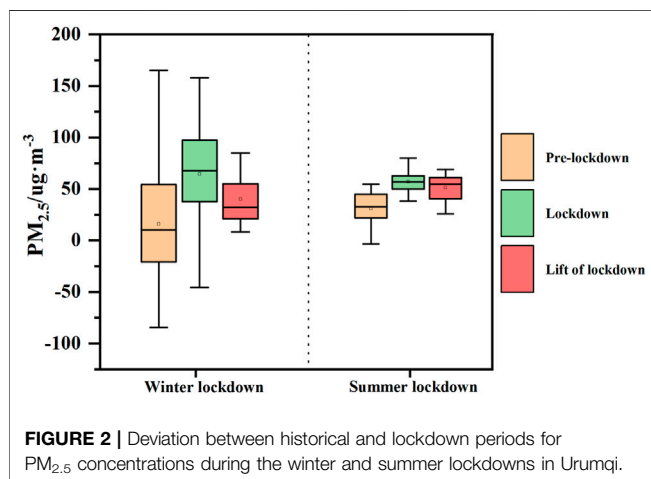 200
150
100
50
0
-50
-100
PM2.5/ug·m-3
Winter lockdown
Summer lockdown
Pre-lockdown
Lockdown
Lift of lockdown
FIGURE 2 | Deviation between historical and lockdown periods for
PM2.5 concentrations during the winter and summer lockdowns in Urumqi.